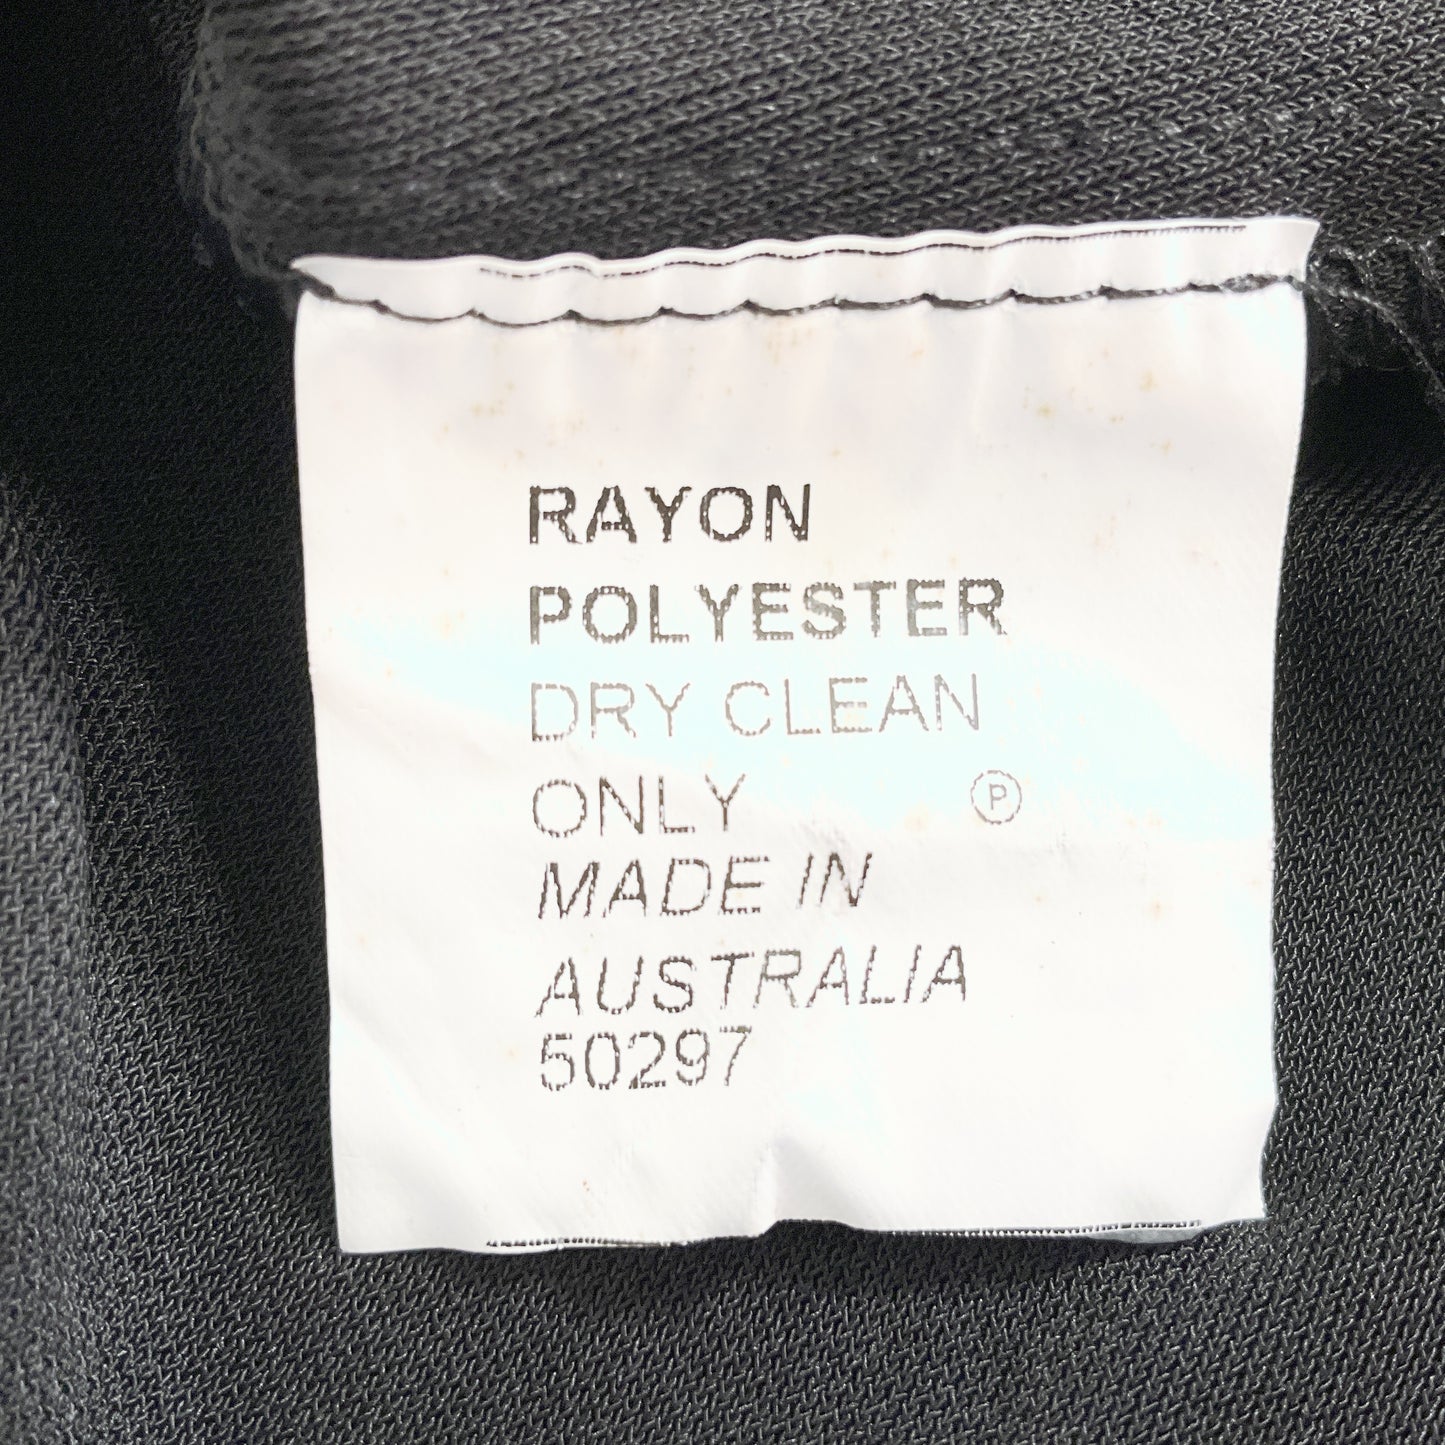 RAYON
POLYESTER
DRY CLEAN
ONLY Ⓟ
MADE IN
AUSTRALIA
50297